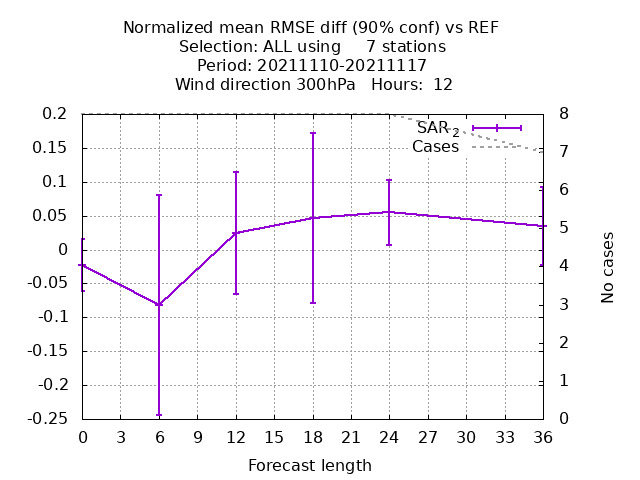 Normalized mean RMSE diff (90% conf) vs REF
Selection: ALL using     7 stations
Period: 20211110-20211117
Wind direction 300hPa   Hours:  12
0.2
0.15
0.1
0.05
0
-0.05
-0.1
-0.15
-0.2
-0.25
SAR 2
Cases
8
7
6
5
4
3
2
1
0
No cases
0 3 6 9 12 15 18 21 24 27 30 33 36
Forecast length